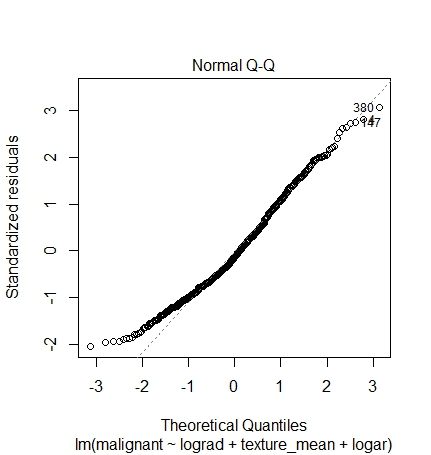 Normal Q-Q
Standardized residuals
3
2
1
0
-1
-2
380
147
-3 -2 -1 0 1 2 3
Theoretical Quantiles
lm(malignant ~ lograd + texture_mean + logar)